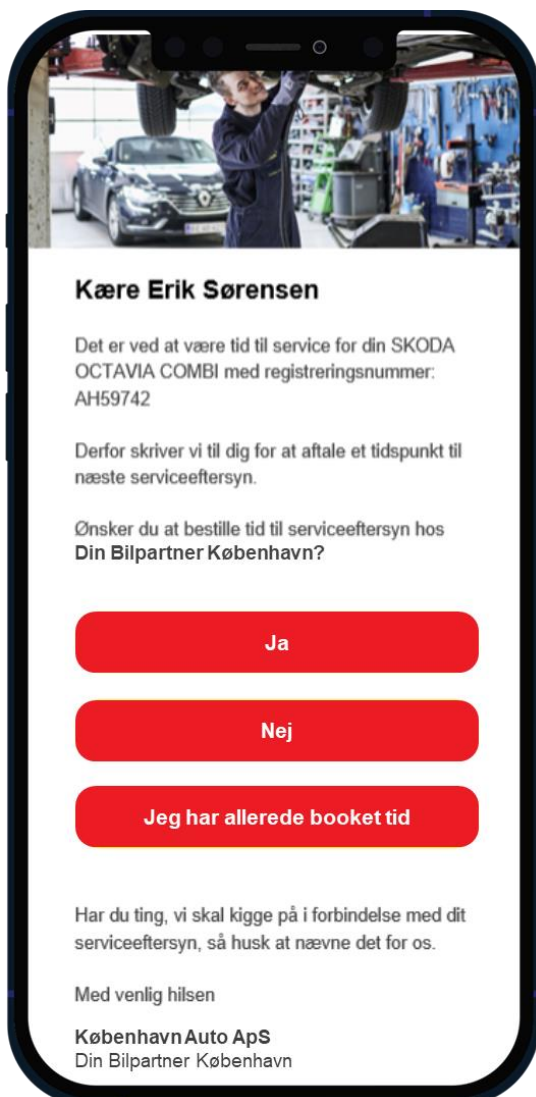 Kære Erik Sørensen
Det er ved at være tid til service for din SKODA
OCTAVIA COMBI med registreringsnummer:
AH59742
Derfor skriver vi til dig for at aftale et tidspunkt til
næste serviceeftersyn.
Ønsker du at bestille tid til serviceeftersyn hos
Din Bilpartner København?
Ja
Nej
Jeg har allerede booket tid
Har du ting, vi skal kigge på i forbindelse med dit
serviceeftersyn, så husk at nævne det for os.
Med venlig hilsen
København Auto ApS
Din Bilpartner København